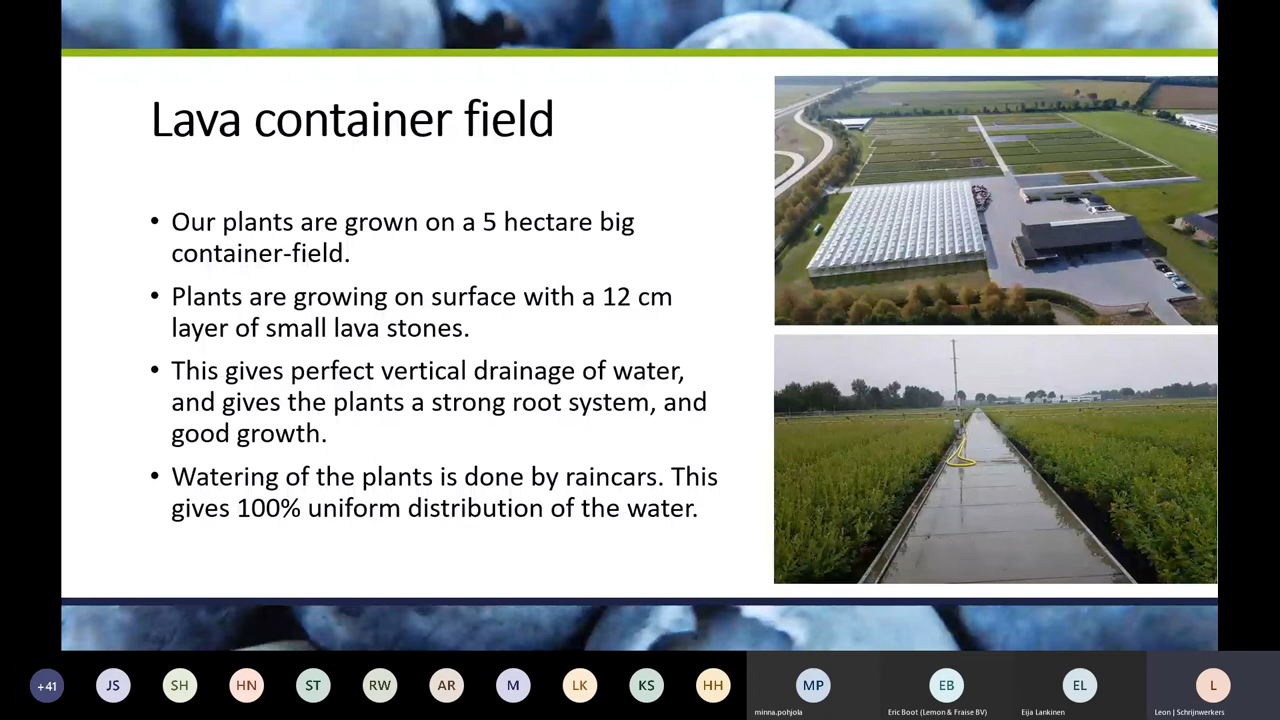 Lava container field
• Our plants are grown on a 5 hectare big
container-field.
• Plants are growing on surface with a 12 cm
layer of small lava stones.
• This gives perfect vertical drainage of water,
and gives the plants a strong root system, and
good growth.
• Watering of the plants is done by raincars. This
gives 100% uniform distribution of the water.
+41 JS SH HN ST RW AR M LK KS HH MP EB EL L
minna.pohjola Eric Boot (Lemon & Fraise BV) Eija Lankinen Leon | Schrijnwerkers